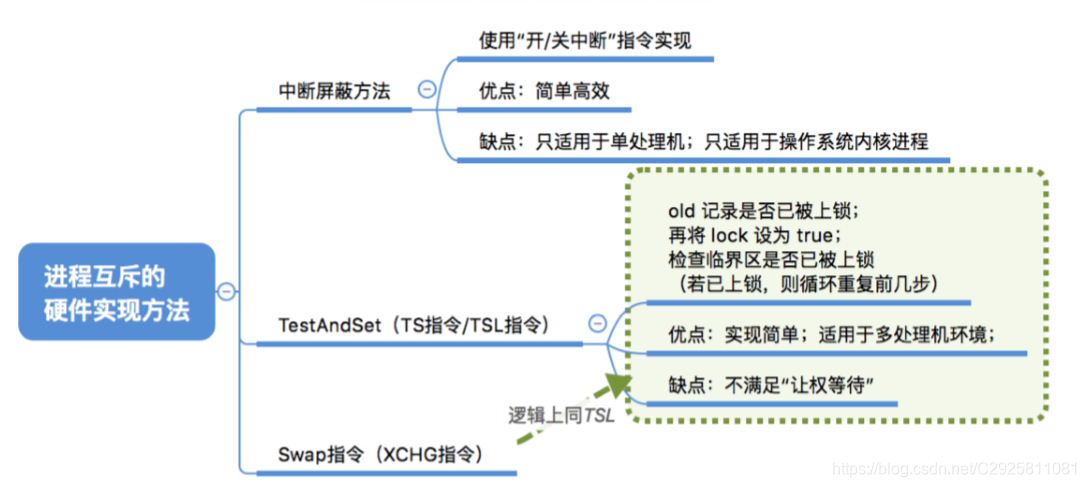 使用“开/关中断”指令实现
中断屏蔽方法
优点：简单高效
缺点：只适用于单处理机；只适用于操作系统内核进程
old 记录是否已被上锁；
再将 lock 设为 true；
检查临界区是否已被上锁
（若已上锁，则循环重复前几步）
进程互斥的
硬件实现方法
TestAndSet（TS指令/TSL指令）
优点：实现简单；适用于多处理机环境；
缺点：不满足“让权等待”
逻辑上同TSL
Swap指令（XCHG指令）
https://blog.csdn.net/C2925811081